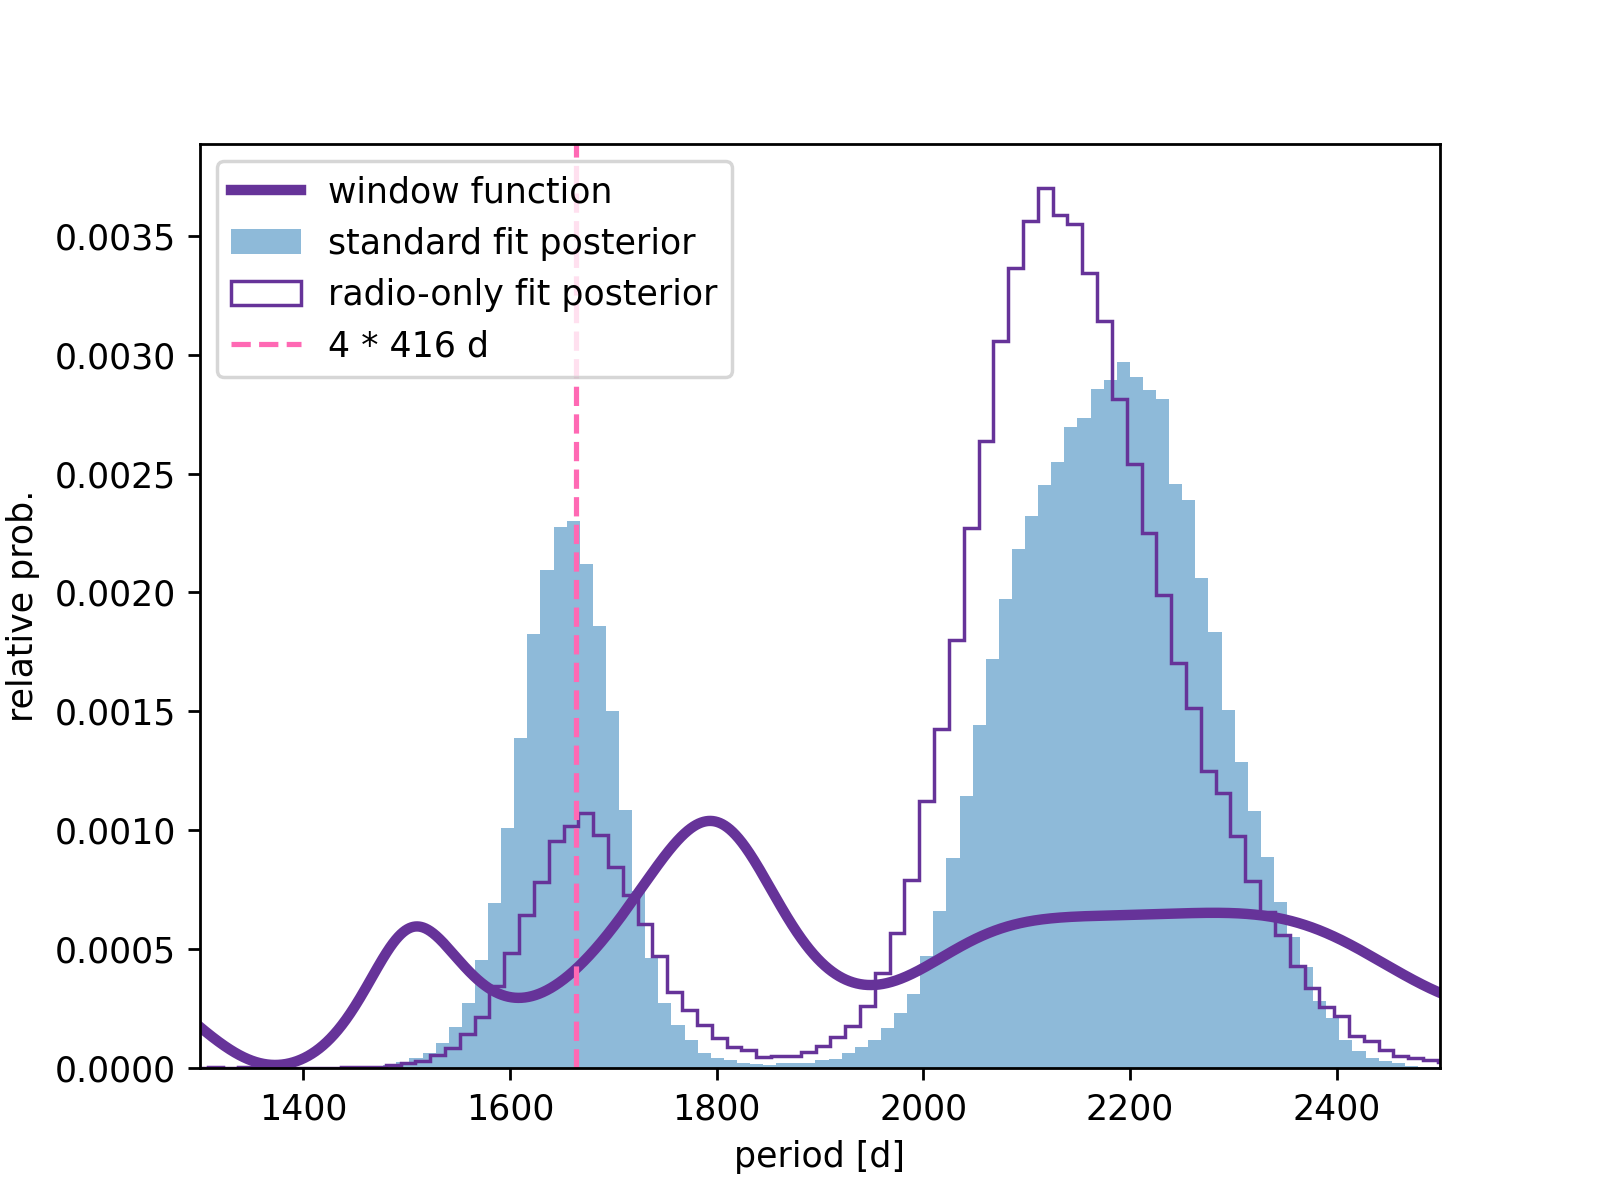 window function
standard fit posterior
radio-only fit posterior
4 * 416 d
0.0035
0.0030
0.0025
0.0020
0.0015
0.0010
0.0005
0.0000
relative prob.
1400 1600 1800 2000 2200 2400
period [d]